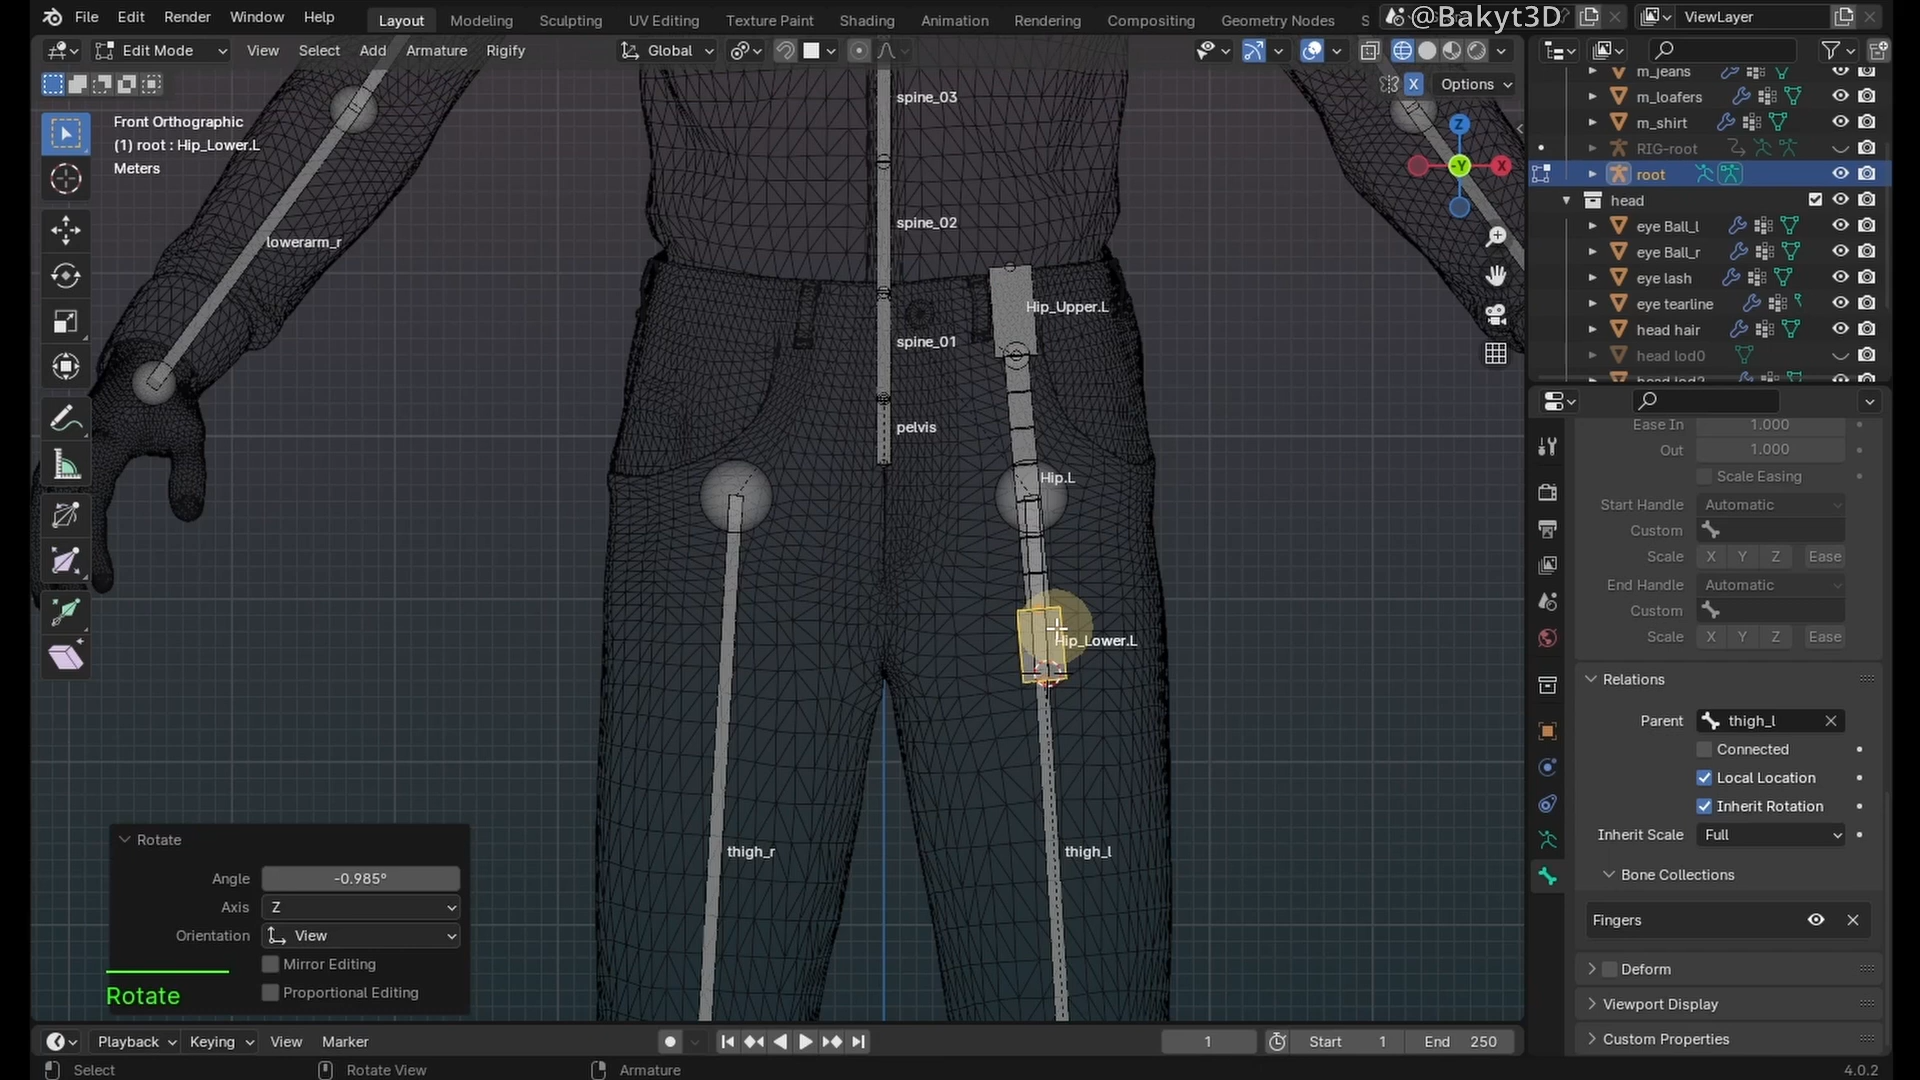 File Edit Render Window Help Layout Modeling Sculpting UV Editing Texture Paint Shading Animation Rendering Compositing Geometry Nodes S @Bakyt3D ViewLayer
Edit Mode View Select Add Armature Rigify Global
X Options
Front Orthographic
(1) root : Hip_Lower.L
Meters
Z
-Y
X
spine_03
spine_02
lowerarm_r
Hip_Upper.L
spine_01
pelvis
Hip.L
Hip_Lower.L
thigh_r
thigh_l
m_jeans
m_loafers
m_shirt
RIG-root
root
head
eye Ball_l
eye Ball_r
eye lash
eye tearline
head hair
head lod0
Ease In 1.000
Out 1.000
Scale Easing
Start Handle Automatic
Custom
Scale X Y Z Ease
End Handle Automatic
Custom
Scale X Y Z Ease
Relations
Parent thigh_l
Connected
Local Location
Inherit Rotation
Inherit Scale Full
Bone Collections
Fingers
Deform
Viewport Display
Custom Properties
Rotate
Angle -0.985°
Axis Z
Orientation View
Mirror Editing
Proportional Editing
Rotate
Playback Keying View Marker 1 Start 1 End 250
Select Rotate View Armature 4.0.2